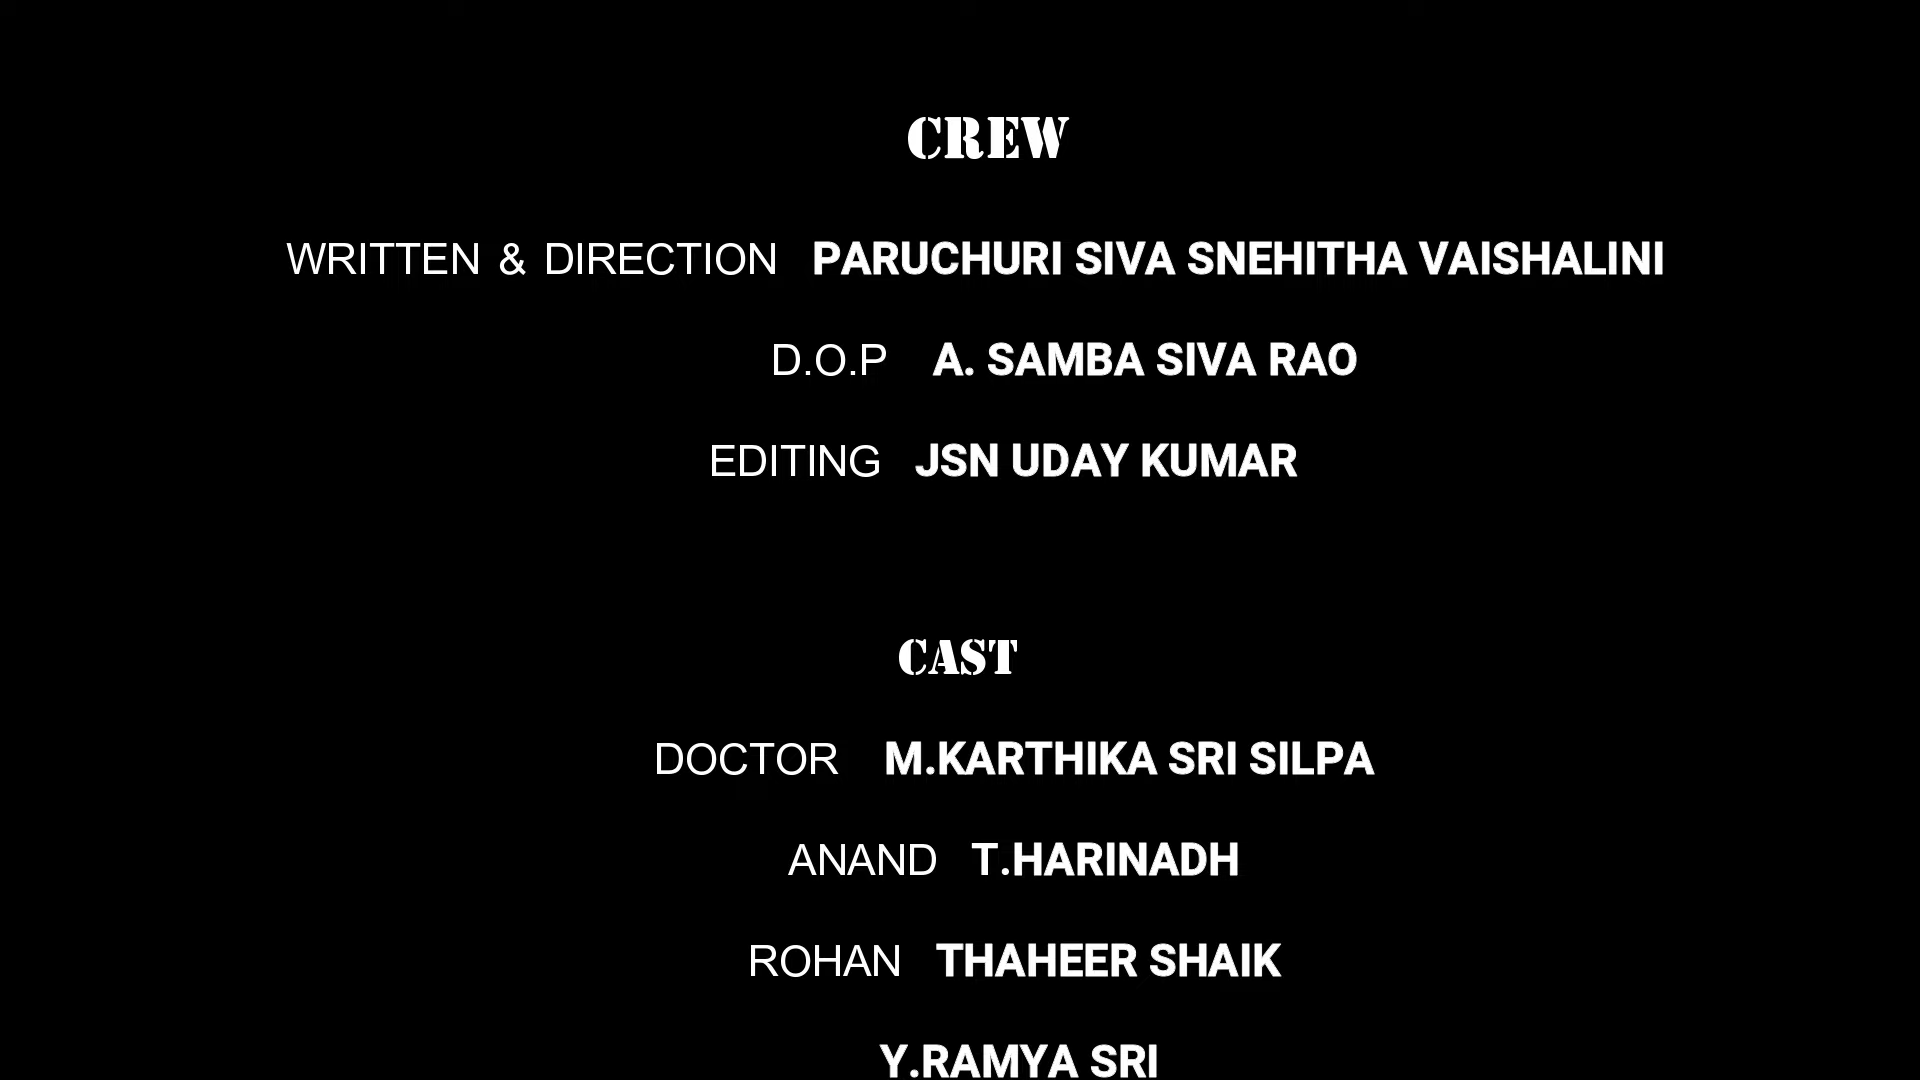 CREW
WRITTEN & DIRECTION PARUCHURI SIVA SNEHITHA VAISHALINI
D.O.P A. SAMBA SIVA RAO
EDITING JSN UDAY KUMAR
CAST
DOCTOR M.KARTHIKA SRI SILPA
ANAND T.HARINADH
ROHAN THAHEER SHAIK
Y.RAMYA SRI